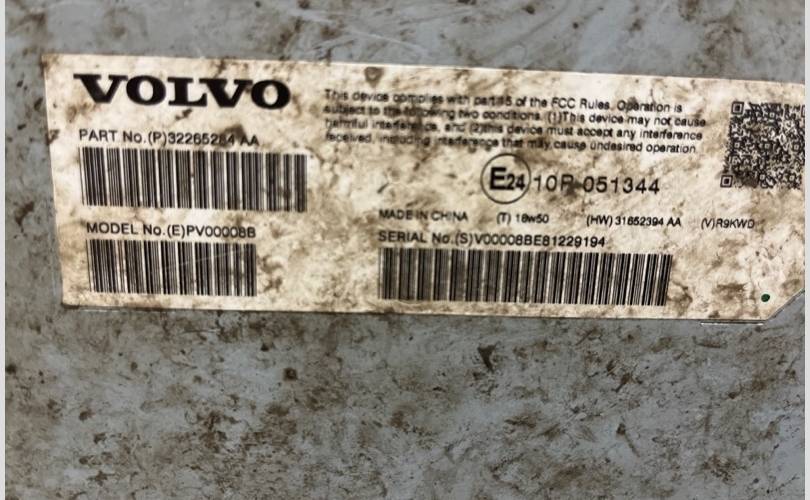 VOLVO
This device complies with part15 of the FCC Rules. Operation is
subject to the following two conditions. (1)This device may not cause
harmful interference, and (2)this device must accept any interference
received, including interference that may cause undesired operation.
PART No.(P)32265264 AA
E24 10R-051344
MADE IN CHINA (T) 18w50 (HW) 31652394 AA (V)R9KWD
MODEL No.(E)PV00008B
SERIAL No.(S)V00008BE81229194